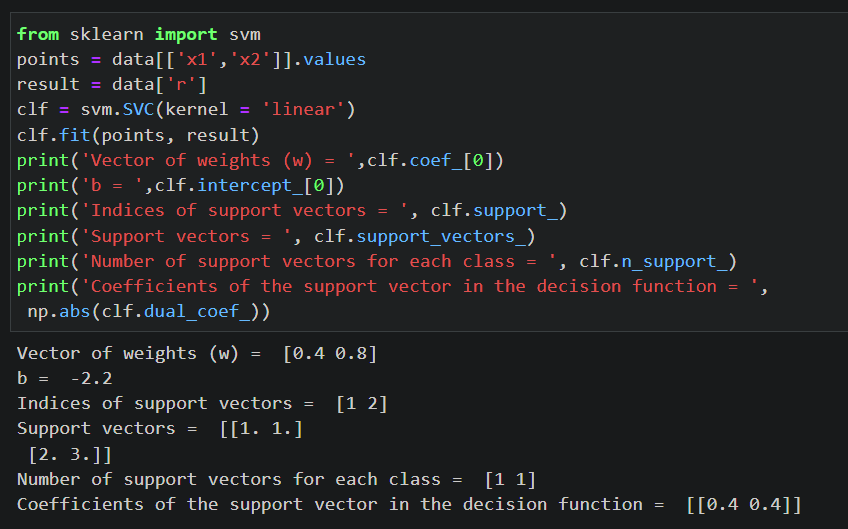 from sklearn import svm
points = data[['x1','x2']].values
result = data['r']
clf = svm.SVC(kernel = 'linear')
clf.fit(points, result)
print('Vector of weights (w) = ',clf.coef_[0])
print('b = ',clf.intercept_[0])
print('Indices of support vectors = ', clf.support_)
print('Support vectors = ', clf.support_vectors_)
print('Number of support vectors for each class = ', clf.n_support_)
print('Coefficients of the support vector in the decision function = ',
 np.abs(clf.dual_coef_))
Vector of weights (w) =  [0.4 0.8]
b =  -2.2
Indices of support vectors =  [1 2]
Support vectors =  [[1. 1.]
 [2. 3.]]
Number of support vectors for each class =  [1 1]
Coefficients of the support vector in the decision function =  [[0.4 0.4]]